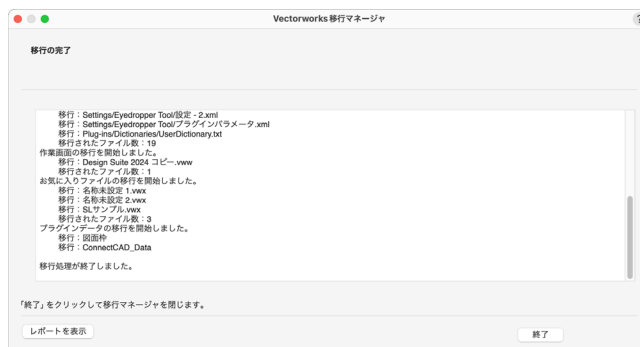 Vectorworks 移行マネージャ
?
移行の完了
移行：Settings/Eyedropper Tool/設定 - 2.xml
移行：Settings/Eyedropper Tool/プラグインパラメータ.xml
移行：Plug-ins/Dictionaries/UserDictionary.txt
移行されたファイル数：19
作業画面の移行を開始しました。
移行：Design Suite 2024 コピー.vww
移行されたファイル数：1
お気に入りファイルの移行を開始しました。
移行：名称未設定 1.vwx
移行：名称未設定 2.vwx
移行：SLサンプル.vwx
移行されたファイル数：3
プラグインデータの移行を開始しました。
移行：図面枠
移行：ConnectCAD_Data
移行処理が終了しました。
「終了」をクリックして移行マネージャを閉じます。
レポートを表示
終了